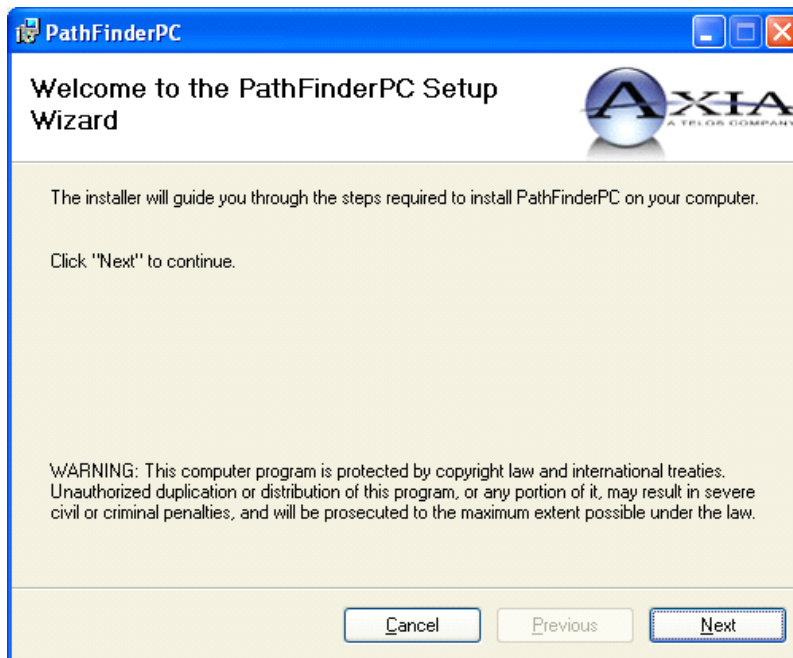 PathFinderPC
Welcome to the PathFinderPC Setup
Wizard
AXIA
A TELOS COMPANY
The installer will guide you through the steps required to install PathFinderPC on your computer.
Click "Next" to continue.
WARNING: This computer program is protected by copyright law and international treaties.
Unauthorized duplication or distribution of this program, or any portion of it, may result in severe
civil or criminal penalties, and will be prosecuted to the maximum extent possible under the law.
Cancel
Previous
Next